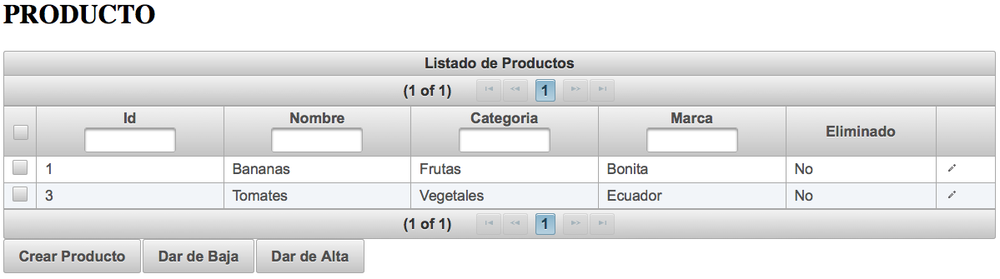 PRODUCTO
Listado de Productos
(1 of 1) 1
Id Nombre Categoria Marca Eliminado
1 Bananas Frutas Bonita No
3 Tomates Vegetales Ecuador No
(1 of 1) 1
Crear Producto Dar de Baja Dar de Alta